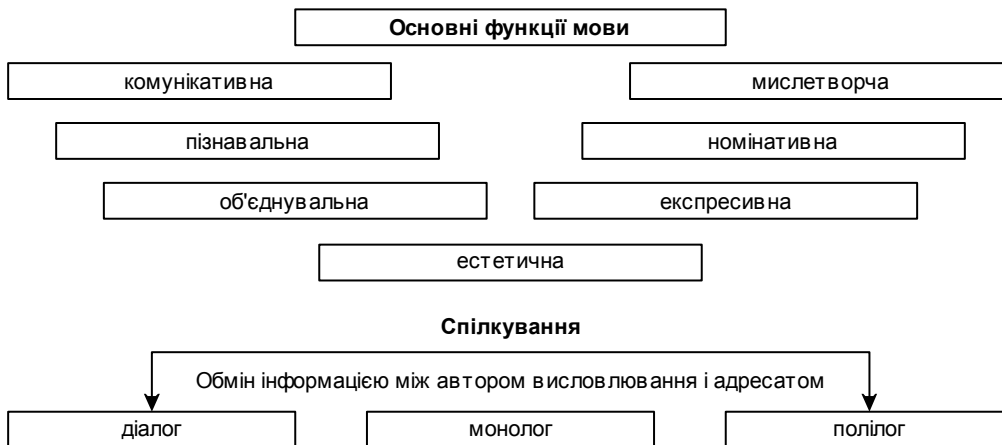 Основні функції мови
комунікативна мислетворча
пізнавальна номінативна
об'єднувальна експресивна
естетична
Спілкування
Обмін інформацією між автором висловлювання і адресатом
діалог монолог полілог